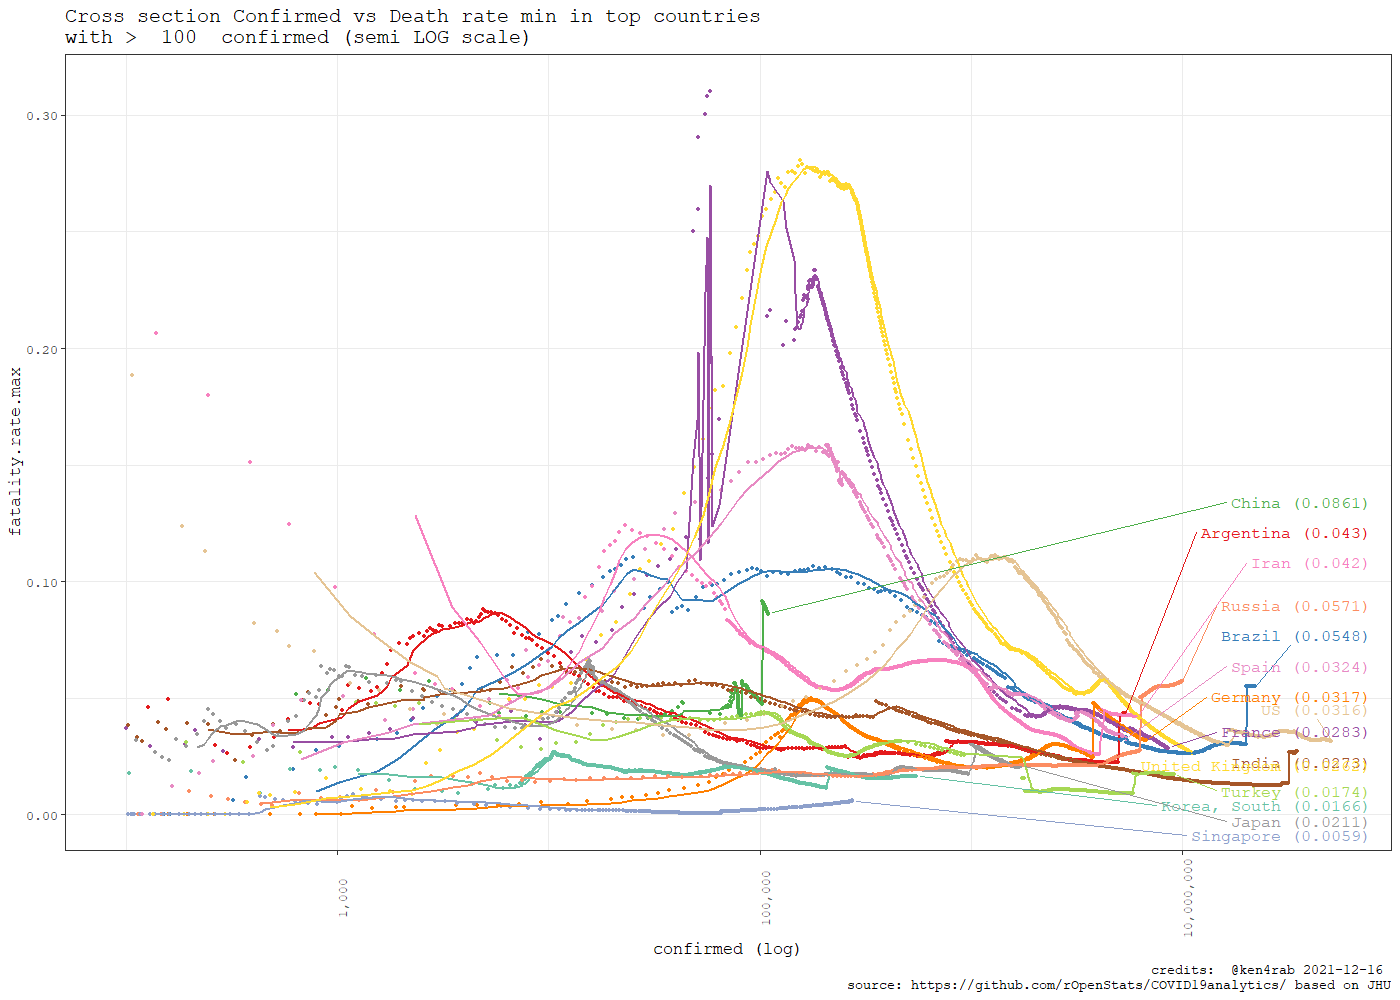 Cross section Confirmed vs Death rate min in top countries
with >  100  confirmed (semi LOG scale)
fatality.rate.max
0.30
0.20
0.10
0.00
China (0.0861)
Argentina (0.043)
Iran (0.042)
Russia (0.0571)
Brazil (0.0548)
Spain (0.0324)
Germany (0.0317)
US (0.0316)
France (0.0283)
India (0.0273)
United Kingdom
Turkey (0.0174)
Korea, South (0.0166)
Japan (0.0211)
Singapore (0.0059)
1,000
100,000
10,000,000
confirmed (log)
credits:  @ken4rab 2021-12-16
source: https://github.com/rOpenStats/COVID19analytics/ based on JHU